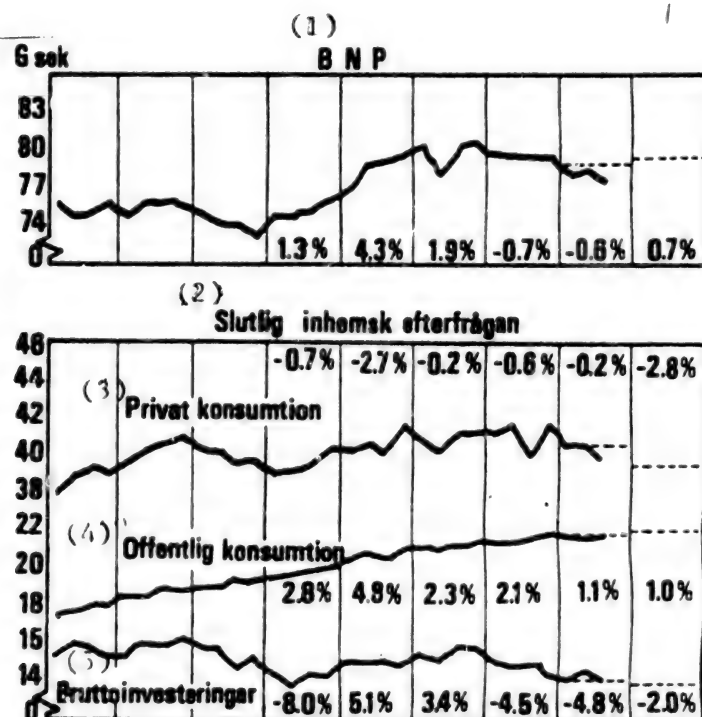 (1)
G sek B N P
83
80
77
74
0
1.3% 4.3% 1.9% -0.7% -0.6% 0.7%
(2)
Slutlig inhemsk efterfrågan
46
44
42
40
38
-0.7% -2.7% -0.2% -0.6% -0.2% -2.8%
(3) Privat konsumtion
22
20
18
(4) Offentlig konsumtion
2.8% 4.8% 2.3% 2.1% 1.1% 1.0%
15
14
0
(5)
Bruttoinvesteringar
-8.0% 5.1% 3.4% -4.5% -4.8% -2.0%